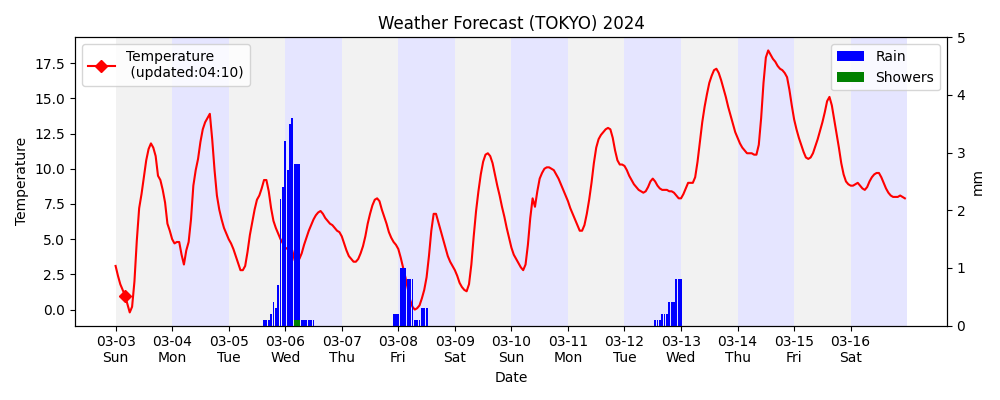 Weather Forecast (TOKYO) 2024
Temperature
(updated:04:10)
Rain
Showers
Temperature
17.5
15.0
12.5
10.0
7.5
5.0
2.5
0.0
5
4
3
2
1
0
mm
03-03 03-04 03-05 03-06 03-07 03-08 03-09 03-10 03-11 03-12 03-13 03-14 03-15 03-16
Sun Mon Tue Wed Thu Fri Sat Sun Mon Tue Wed Thu Fri Sat
Date